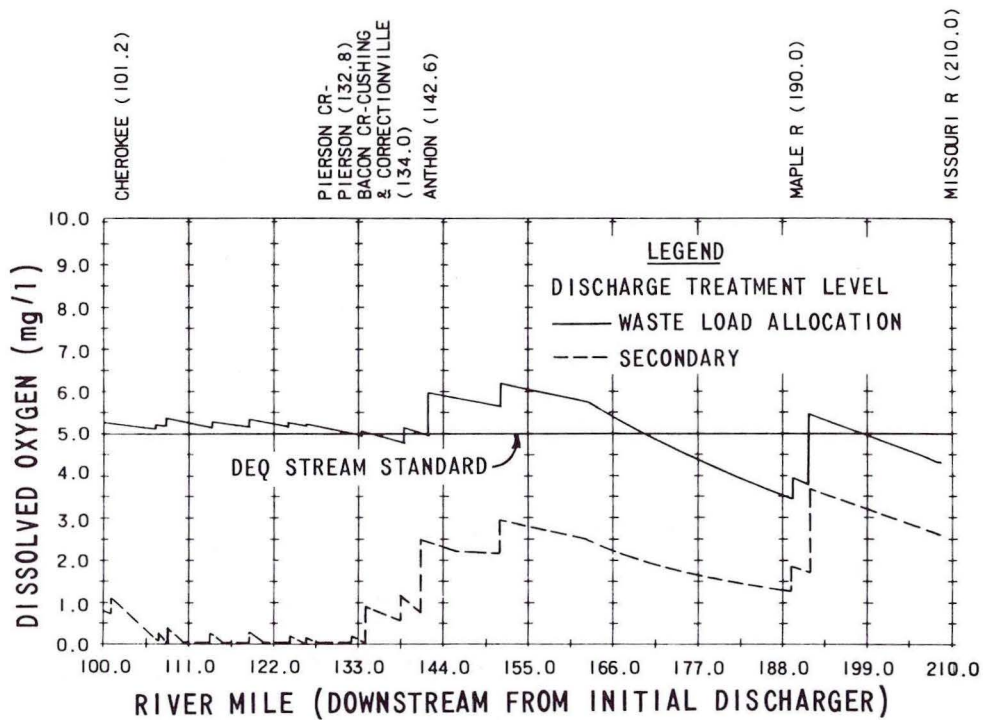 CHEROKEE (101.2)
PIERSON CR-
PIERSON (132.8)
BACON CR-CUSHING
& CORRECTIONVILLE
(134.0)
ANTHON (142.6)
MAPLE R (190.0)
MISSOURI R (210.0)
DISSOLVED OXYGEN (mg/l)
10.0
9.0
8.0
7.0
6.0
5.0
4.0
3.0
2.0
1.0
0.0
LEGEND
DISCHARGE TREATMENT LEVEL
WASTE LOAD ALLOCATION
SECONDARY
DEQ STREAM STANDARD
100.0 111.0 122.0 133.0 144.0 155.0 166.0 177.0 188.0 199.0 210.0
RIVER MILE (DOWNSTREAM FROM INITIAL DISCHARGER)